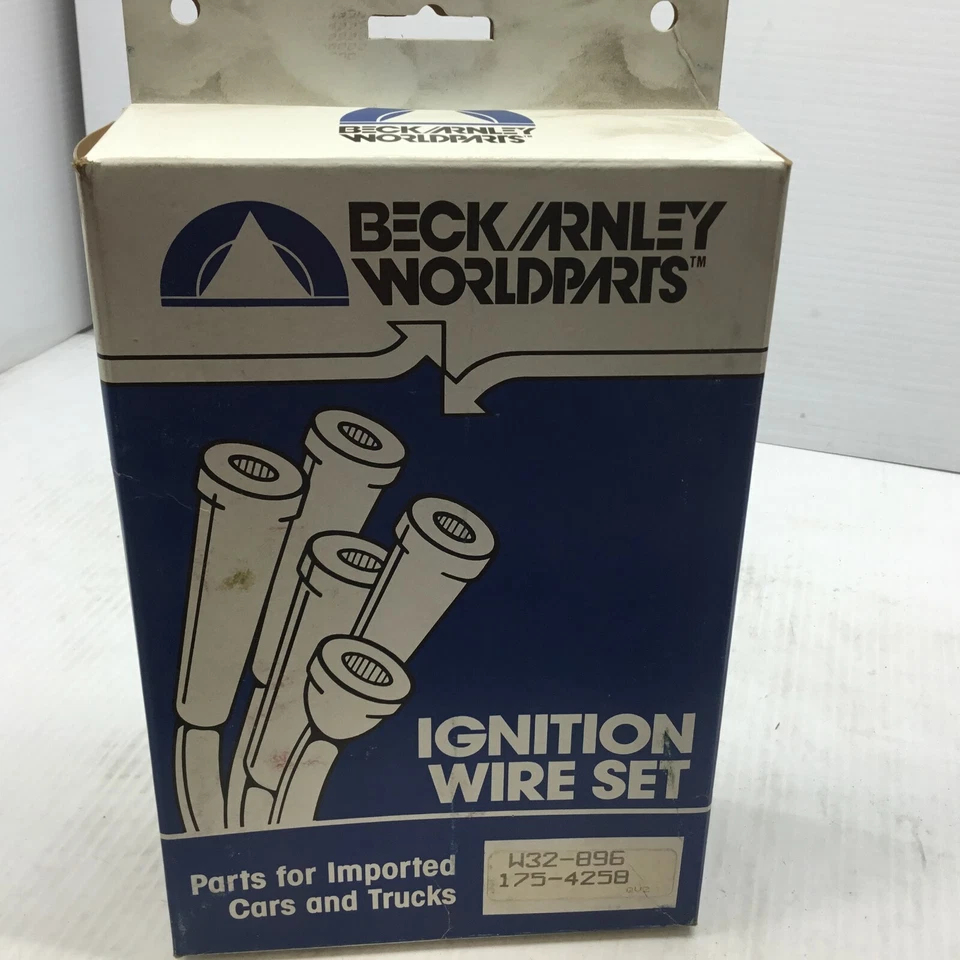 BECK/ARNLEY
WORLDPARTS
BECK/ARNLEY
WORLDPARTS™
IGNITION
WIRE SET
Parts for Imported
Cars and Trucks
W32-896
175-4258